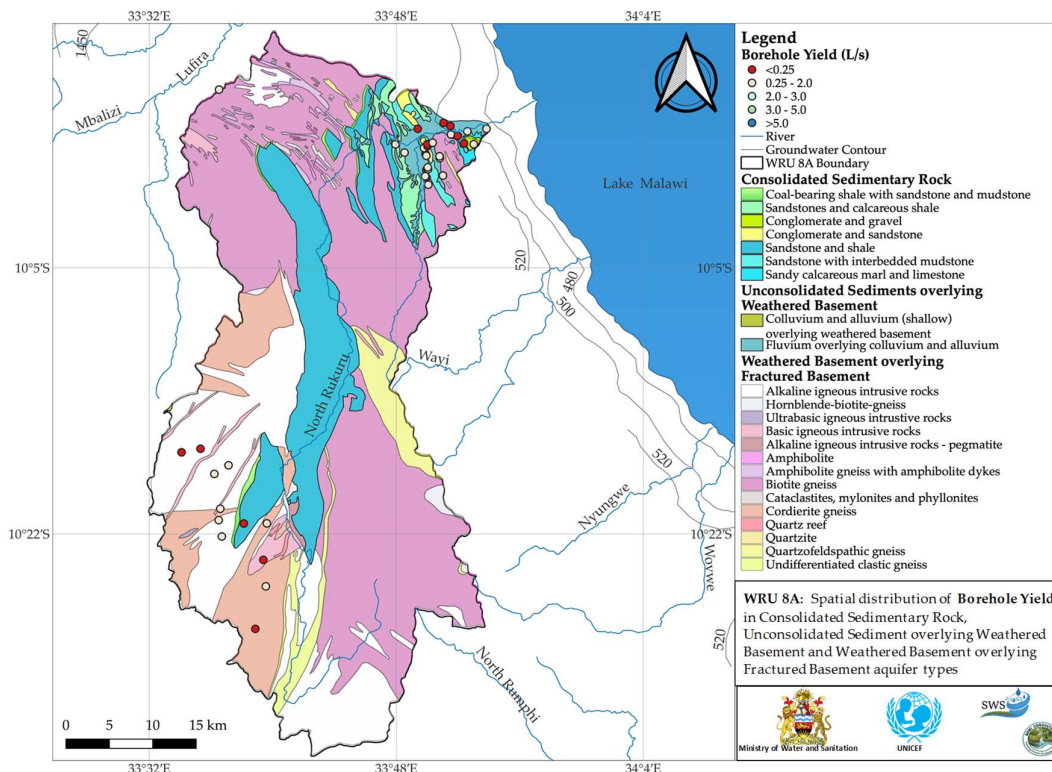 33°32'E
33°48'E
34°4'E
1450
Lufira
Mbalizi
Lake Malawi
10°5'S
10°5'S
520
480
500
Wayi
North Rukuru
520
Nyungwe
10°22'S
10°22'S
Wovwe
520
North Rumphi
0 5 10 15 km
33°32'E
33°48'E
34°4'E
Legend
Borehole Yield (L/s)
<0.25
0.25 - 2.0
2.0 - 3.0
3.0 - 5.0
>5.0
River
Groundwater Contour
WRU 8A Boundary
Consolidated Sedimentary Rock
Coal-bearing shale with sandstone and mudstone
Sandstones and calcareous shale
Conglomerate and gravel
Conglomerate and sandstone
Sandstone and shale
Sandstone with interbedded mudstone
Sandy calcareous marl and limestone
Unconsolidated Sediments overlying
Weathered Basement
Colluvium and alluvium (shallow)
overlying weathered basement
Fluvium overlying colluvium and alluvium
Weathered Basement overlying
Fractured Basement
Alkaline igneous intrusive rocks
Hornblende-biotite-gneiss
Ultrabasic igneous intrustive rocks
Basic igneous intrusive rocks
Alkaline igneous intrusive rocks - pegmatite
Amphibolite
Amphibolite gneiss with amphibolite dykes
Biotite gneiss
Cataclastites, mylonites and phyllonites
Cordierite gneiss
Quartz reef
Quartzite
Quartzofeldspathic gneiss
Undifferentiated clastic gneiss
WRU 8A: Spatial distribution of Borehole Yield
in Consolidated Sedimentary Rock,
Unconsolidated Sediment overlying Weathered
Basement and Weathered Basement overlying
Fractured Basement aquifer types
Ministry of Water and Sanitation
UNICEF
SWS